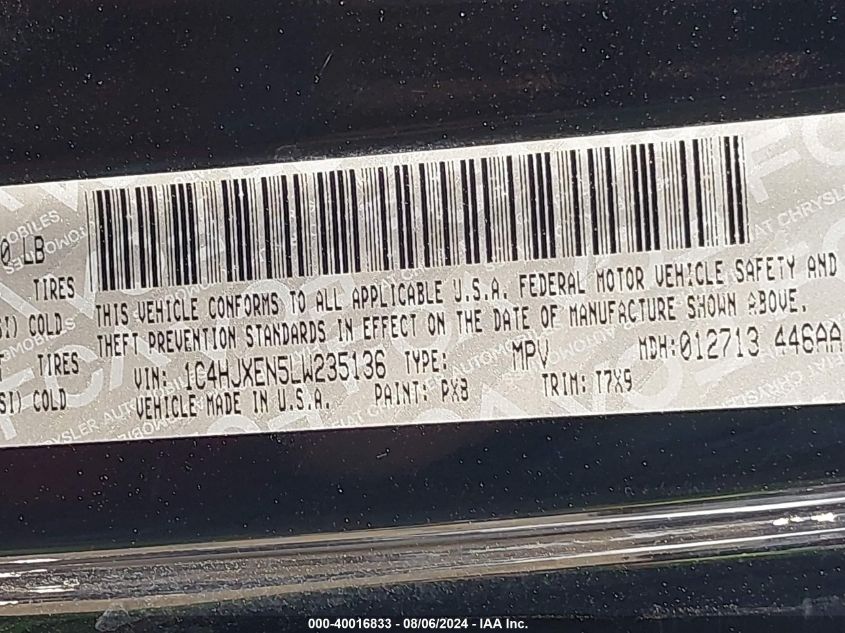 0 LB
TIRES
SI) COLD
TIRES
SI) COLD
THIS VEHICLE CONFORMS TO ALL APPLICABLE U.S.A. FEDERAL MOTOR VEHICLE SAFETY AND
THEFT PREVENTION STANDARDS IN EFFECT ON THE DATE OF MANUFACTURE SHOWN ABOVE.
VIN: 1C4HJXEN5LW235136 TYPE: MPV MDH:012713 446AA
VEHICLE MADE IN U.S.A. PAINT: PX8 TRIM: T7X9
000-40016833 - 08/06/2024 - IAA Inc.